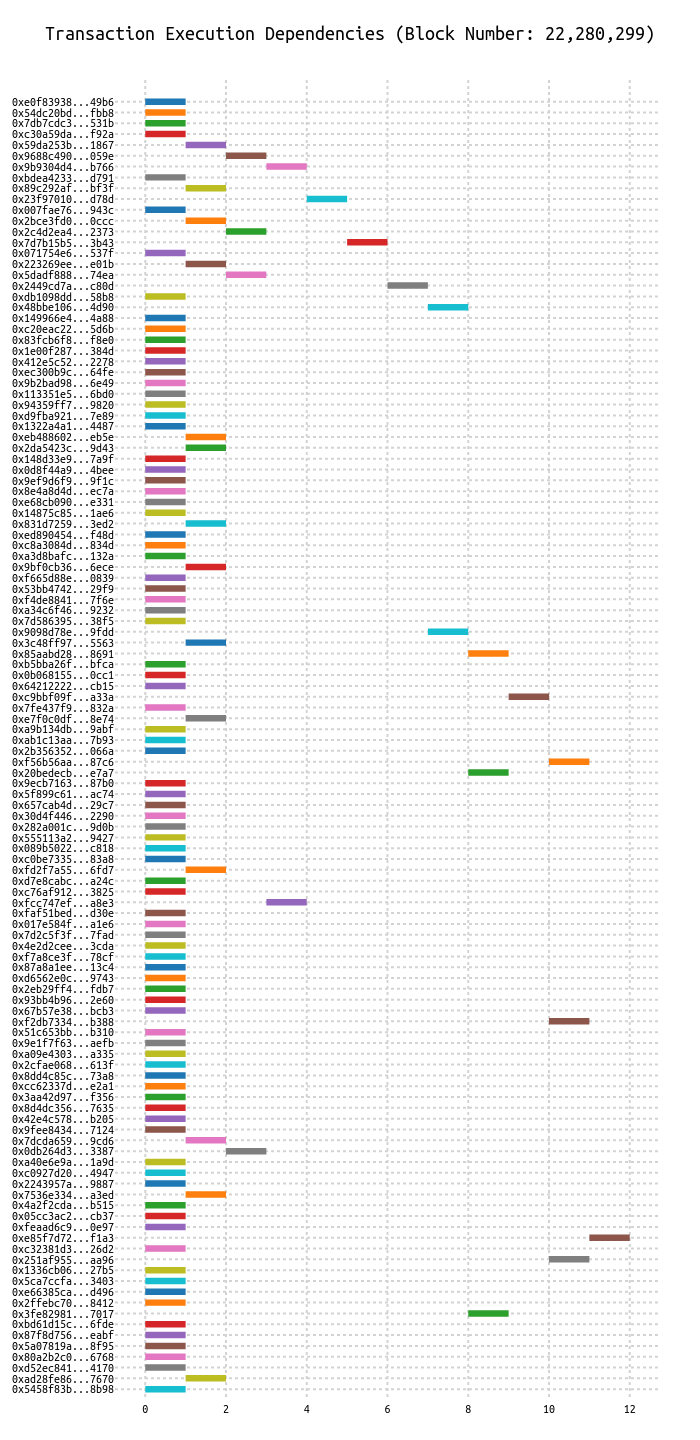 Transaction Execution Dependencies (Block Number: 22,280,299)
0xe0f83938...49b6
0x54dc20bd...fbb8
0x7db7cdc3...531b
0xc30a59da...f92a
0x59da253b...1867
0x9688c490...059e
0x9b9304d4...b766
0xbdea4233...d791
0x89c292af...bf3f
0x23f97010...d78d
0x007fae76...943c
0x2bce3fd0...0ccc
0x2c4d2ea4...2373
0x7d7b15b5...3b43
0x071754e6...537f
0x223269ee...e01b
0x5dadf888...74ea
0x2449cd7a...c80d
0xdb1098dd...58b8
0x48bbe106...4d90
0x149966e4...4a88
0xc20eac22...5d6b
0x83fcb6f8...f8e0
0x1e00f287...384d
0x412e5c52...2278
0xec300b9c...64fe
0x9b2bad98...6e49
0x113351e5...6bd0
0x94359ff7...9820
0xd9fba921...7e89
0x1322a4a1...4487
0xeb488602...eb5e
0x2da5423c...9d43
0x148d33e9...7a9f
0x0d8f44a9...4bee
0x9ef9d6f9...9f1c
0x8e4a8d4d...ec7a
0xe68cb090...e331
0x14875c85...1ae6
0x831d7259...3ed2
0xed890454...f48d
0xc8a3084d...834d
0xa3d8bafc...132a
0x9bf0cb36...6ece
0xf665d88e...0839
0x53bb4742...29f9
0xf4de8841...7f6e
0xa34c6f46...9232
0x7d586395...38f5
0x9098d78e...9fdd
0x3c48ff97...5563
0x85aabd28...8691
0xb5bba26f...bfca
0x0b068155...0cc1
0x64212222...cb15
0xc9bbf09f...a33a
0x7fe437f9...832a
0xe7f0c0df...8e74
0xa9b134db...9abf
0xab1c13aa...7b93
0x2b356352...066a
0xf56b56aa...87c6
0x20bedecb...e7a7
0x9ecb7163...87b0
0x5f899c61...ac74
0x657cab4d...29c7
0x30d4f446...2290
0x282a001c...9d0b
0x555113a2...9427
0x089b5022...c818
0xc0be7335...83a8
0xfd2f7a55...6fd7
0xd7e8cabc...a24c
0xc76af912...3825
0xfcc747ef...a8e3
0xfaf51bed...d30e
0x017e584f...a1e6
0x7d2c5f3f...7fad
0x4e2d2cee...3cda
0xf7a8ce3f...78cf
0x87a8a1ee...13c4
0xd6562e0c...9743
0x2eb29ff4...fdb7
0x93bb4b96...2e60
0x67b57e38...bcb3
0xf2db7334...b388
0x51c653bb...b310
0x9e1f7f63...aefb
0xa09e4303...a335
0x2cfae068...613f
0x8dd4c85c...73a8
0xcc62337d...e2a1
0x3aa42d97...f356
0x8d4dc356...7635
0x42e4c578...b205
0x9fee8434...7124
0x7dcda659...9cd6
0x0db264d3...3387
0xa40e6e9a...1a9d
0xc0927d20...4947
0x2243957a...9887
0x7536e334...a3ed
0x4a2f2cda...b515
0x05cc3ac2...cb37
0xfeaad6c9...0e97
0xe85f7d72...f1a3
0xc32381d3...26d2
0x251af955...aa96
0x1336cb06...27b5
0x5ca7ccfa...3403
0xe66385ca...d496
0x2ffebc70...8412
0x3fe82981...7017
0xbd61d15c...6fde
0x87f8d756...eabf
0x5a07819a...8f95
0x80a2b2c0...6768
0xd52ec841...4170
0xad28fe86...7670
0x5458f83b...8b98
0 2 4 6 8 10 12